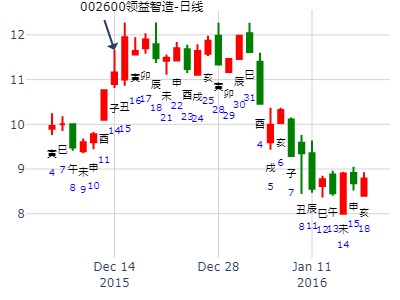 002600领益智造-日线
12
11
10
9
8
寅
4
巳
7
午
8
未
9
申
10
酉
11
子
14
丑
15
寅
16
卯
17
辰
18
未
21
申
22
酉
23
戌
24
亥
25
寅
28
卯
29
辰
30
巳
31
酉
4
戌
5
亥
6
子
7
丑
8
辰
11
巳
12
午
13
未
14
申
15
亥
18
Dec 14
2015
Dec 28
Jan 11
2016